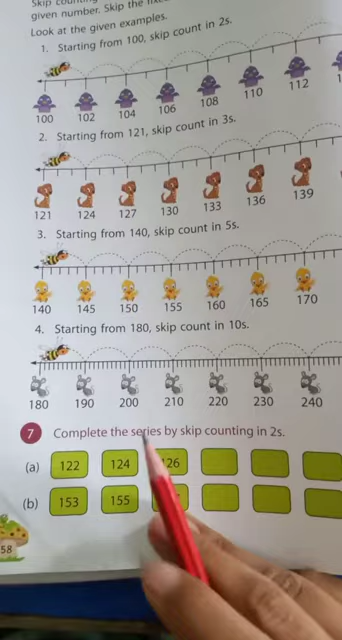 Skip
given number. Skip the
Look at the given examples.
1. Starting from 100, skip count in 2s.
100 102 104 106 108 110 112
2. Starting from 121, skip count in 3s.
121 124 127 130 133 136 139
3. Starting from 140, skip count in 5s.
140 145 150 155 160 165 170
4. Starting from 180, skip count in 10s.
180 190 200 210 220 230 240
7 Complete the series by skip counting in 2s.
(a) 122 124 126
(b) 153 155
58